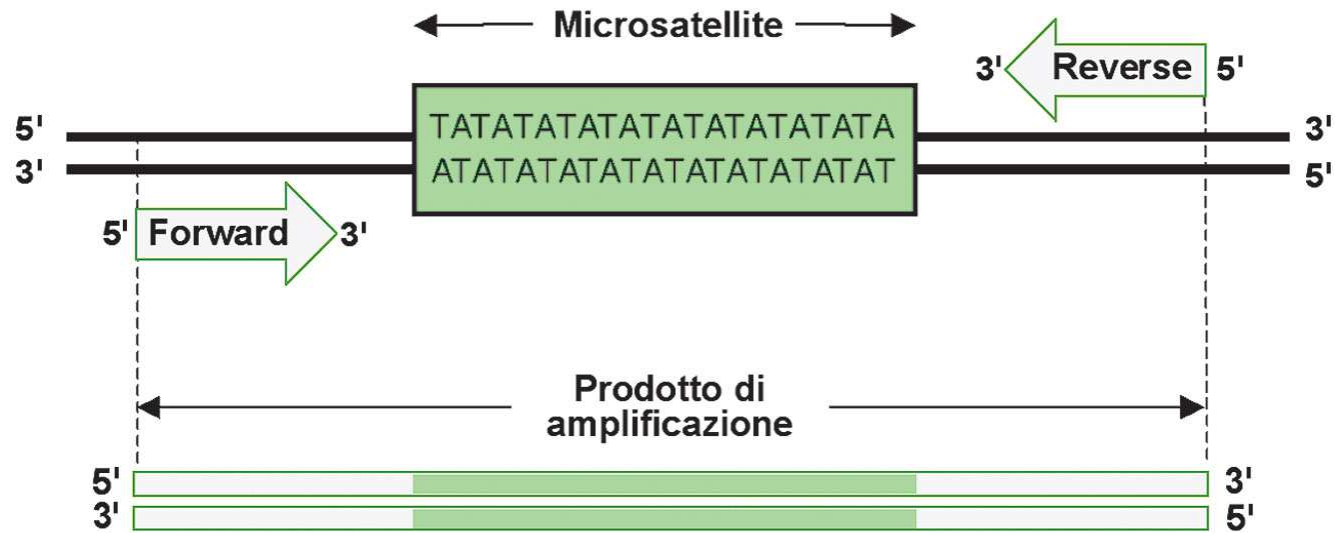 Microsatellite
3' Reverse 5'
5' TATATATATATATATATATATA 3'
3' ATATATATATATATATATATAT 5'
5' Forward 3'
Prodotto di
amplificazione
5' 3'
3' 5'